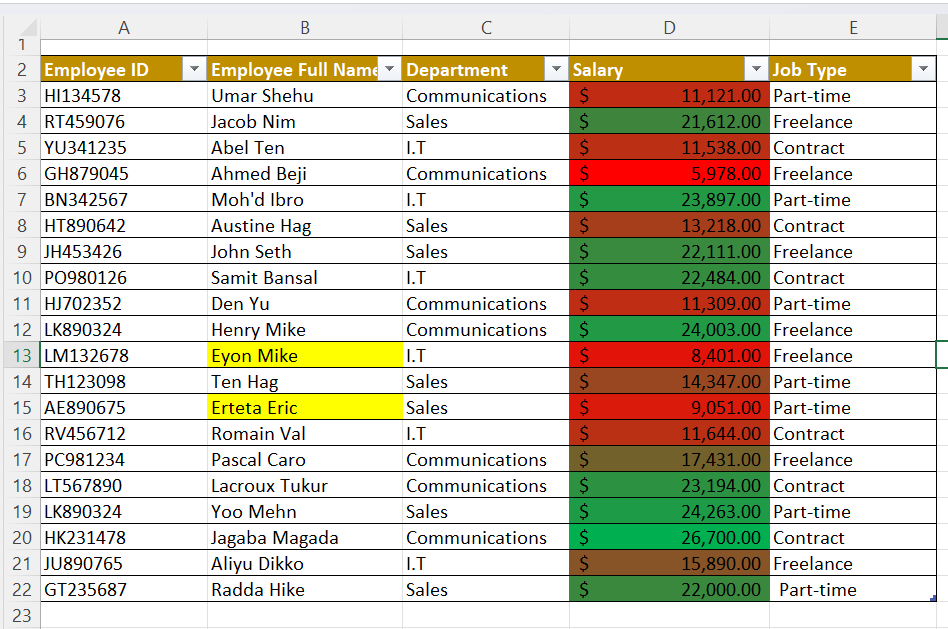 A B C D E
1
2 Employee ID Employee Full Name Department Salary Job Type
3 HI134578 Umar Shehu Communications $ 11,121.00 Part-time
4 RT459076 Jacob Nim Sales $ 21,612.00 Freelance
5 YU341235 Abel Ten I.T $ 11,538.00 Contract
6 GH879045 Ahmed Beji Communications $ 5,978.00 Freelance
7 BN342567 Moh'd Ibro I.T $ 23,897.00 Part-time
8 HT890642 Austine Hag Sales $ 13,218.00 Contract
9 JH453426 John Seth Sales $ 22,111.00 Freelance
10 PO980126 Samit Bansal I.T $ 22,484.00 Contract
11 HJ702352 Den Yu Communications $ 11,309.00 Part-time
12 LK890324 Henry Mike Communications $ 24,003.00 Freelance
13 LM132678 Eyon Mike I.T $ 8,401.00 Freelance
14 TH123098 Ten Hag Sales $ 14,347.00 Part-time
15 AE890675 Erteta Eric Sales $ 9,051.00 Part-time
16 RV456712 Romain Val I.T $ 11,644.00 Contract
17 PC981234 Pascal Caro Communications $ 17,431.00 Freelance
18 LT567890 Lacroux Tukur Communications $ 23,194.00 Contract
19 LK890324 Yoo Mehn Sales $ 24,263.00 Part-time
20 HK231478 Jagaba Magada Communications $ 26,700.00 Contract
21 JU890765 Aliyu Dikko I.T $ 15,890.00 Freelance
22 GT235687 Radda Hike Sales $ 22,000.00 Part-time
23